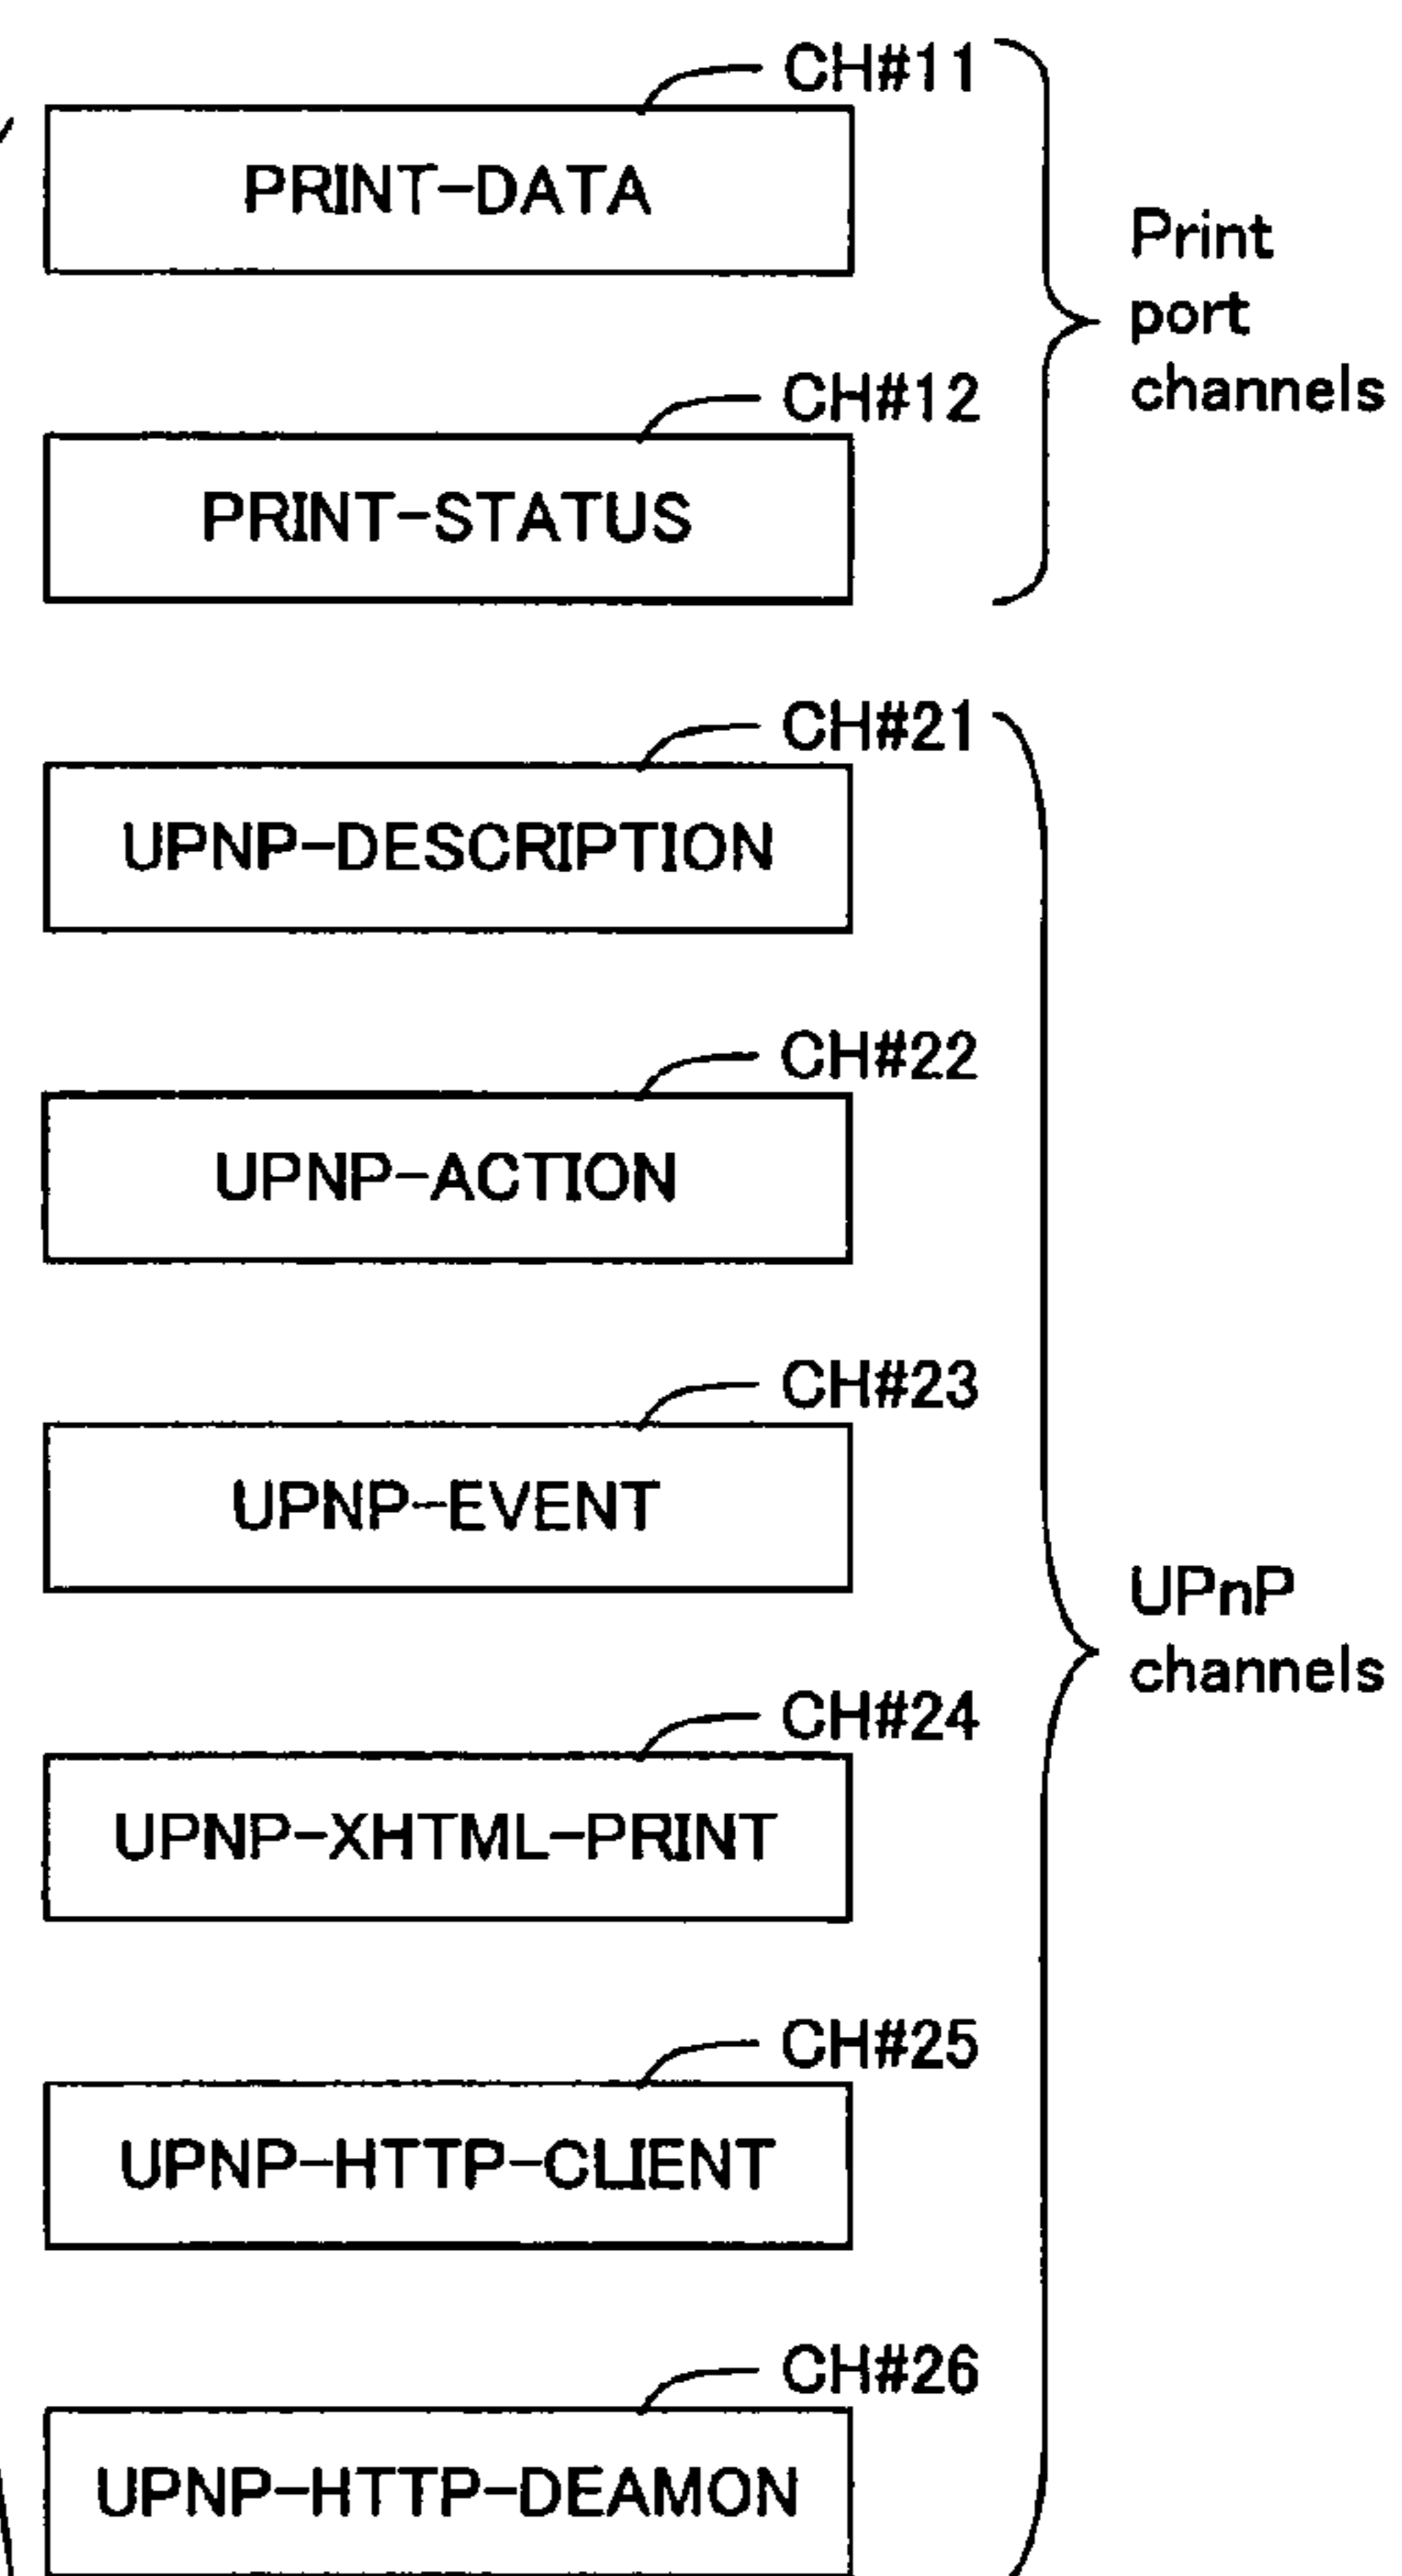 CH#11
PRINT-DATA
Print
port
channels
CH#12
PRINT-STATUS
CH#21
UPNP-DESCRIPTION
CH#22
UPNP-ACTION
CH#23
UPNP-EVENT
UPnP
channels
CH#24
UPNP-XHTML-PRINT
CH#25
UPNP-HTTP-CLIENT
CH#26
UPNP-HTTP-DEAMON